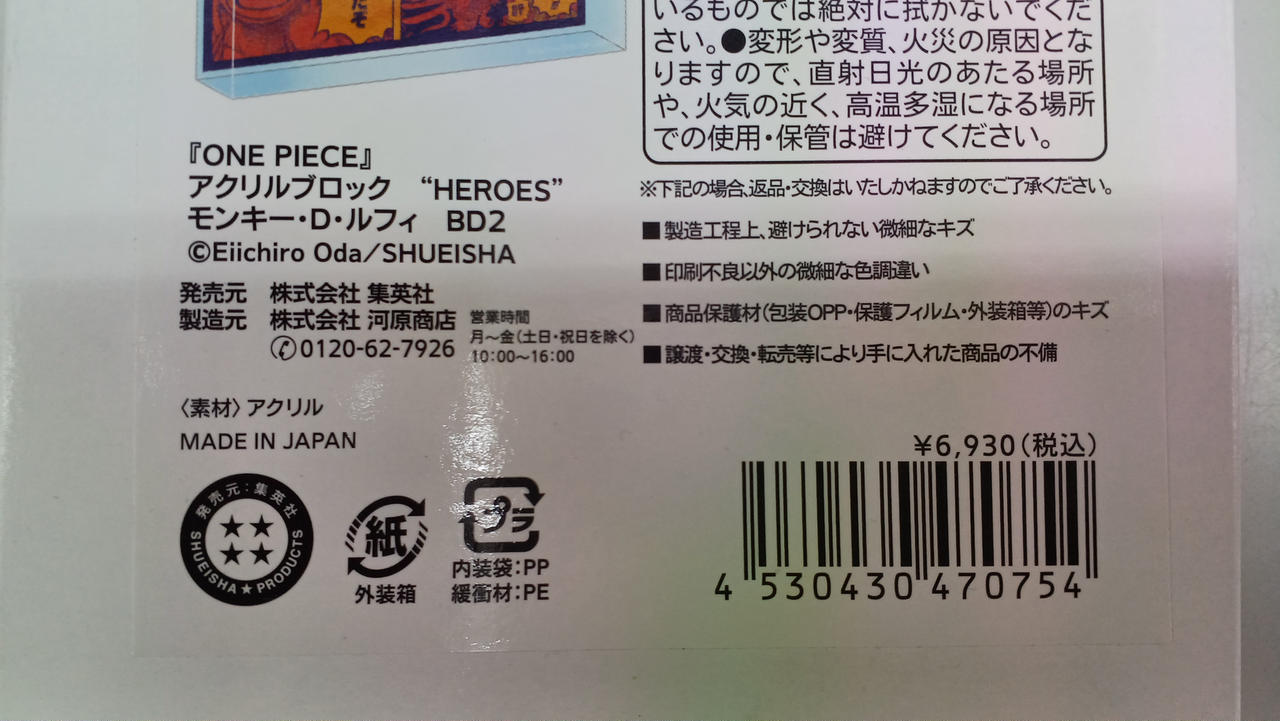 いるものでは絶対に拭かないでくだ
さい。●変形や変質、火災の原因とな
りますので、直射日光のあたる場所
や、火気の近く、高温多湿になる場所
での使用・保管は避けてください。
『ONE PIECE』
アクリルブロック “HEROES”
モンキー・D・ルフィ BD2
©Eiichiro Oda/SHUEISHA
発売元 株式会社 集英社
製造元 株式会社 河原商店
0120-62-7926
営業時間
月～金(土日・祝日を除く)
10:00～16:00
〈素材〉アクリル
MADE IN JAPAN
発売元:集英社
SHUEISHA★PRODUCTS
紙
外装箱
プラ
内装袋:PP
緩衝材:PE
※下記の場合、返品・交換はいたしかねますのでご了承ください。
■製造工程上、避けられない微細なキズ
■印刷不良以外の微細な色調違い
■商品保護材(包装OPP・保護フィルム・外装箱等)のキズ
■譲渡・交換・転売等により手に入れた商品の不備
¥6,930(税込)
4 530430 470754